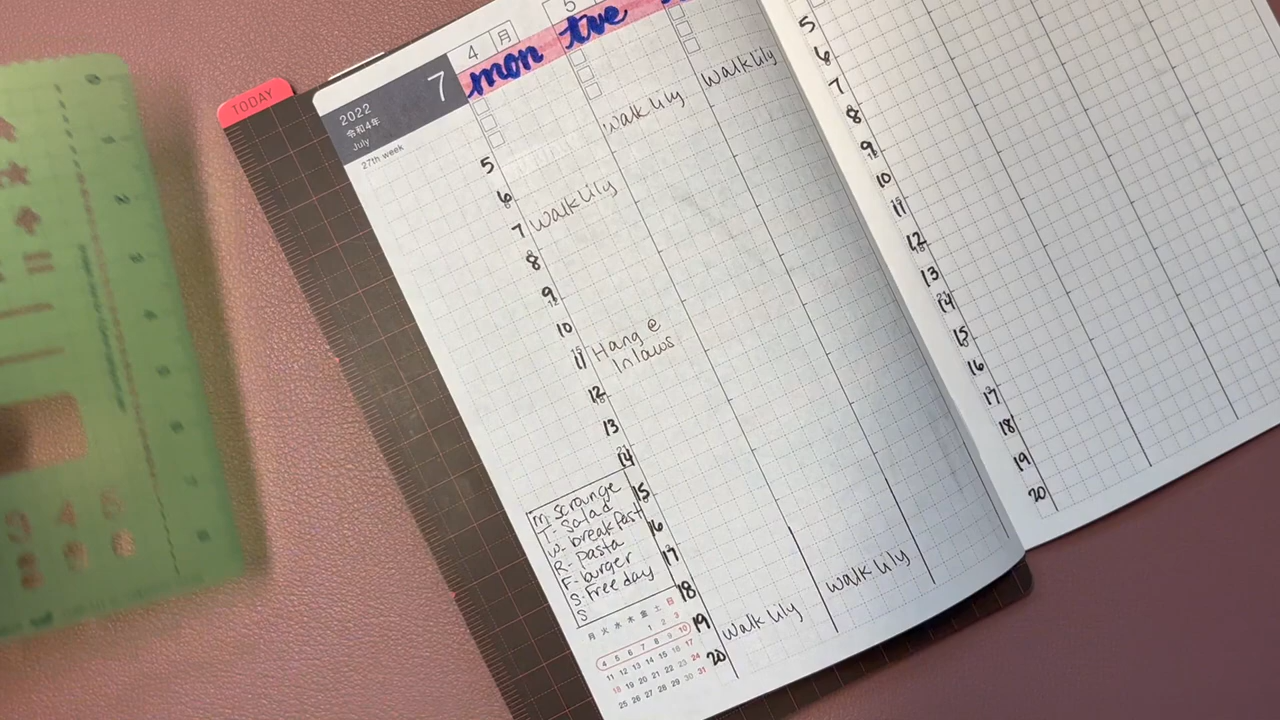 TODAY
2022
令和4年
July
7
27th week
4 月
5
mon tue
5
6
7
8
9
10
11
12
13
14
15
16
17
18
19
20
Walk Lily
Hang @
Inlaws
Walk Lily
Walk Lily
Walk Lily
Walk Lily
M- scrounge
T- Salad
W- breakfast
R- Pasta
F- burger
S- Free day
S
月 火 水 木 金 土 日
1 2 3
4 5 6 7 8 9 10
11 12 13 14 15 16 17
18 19 20 21 22 23 24
25 26 27 28 29 30 31
5
6
7
8
9
10
11
12
13
14
15
16
17
18
19
20